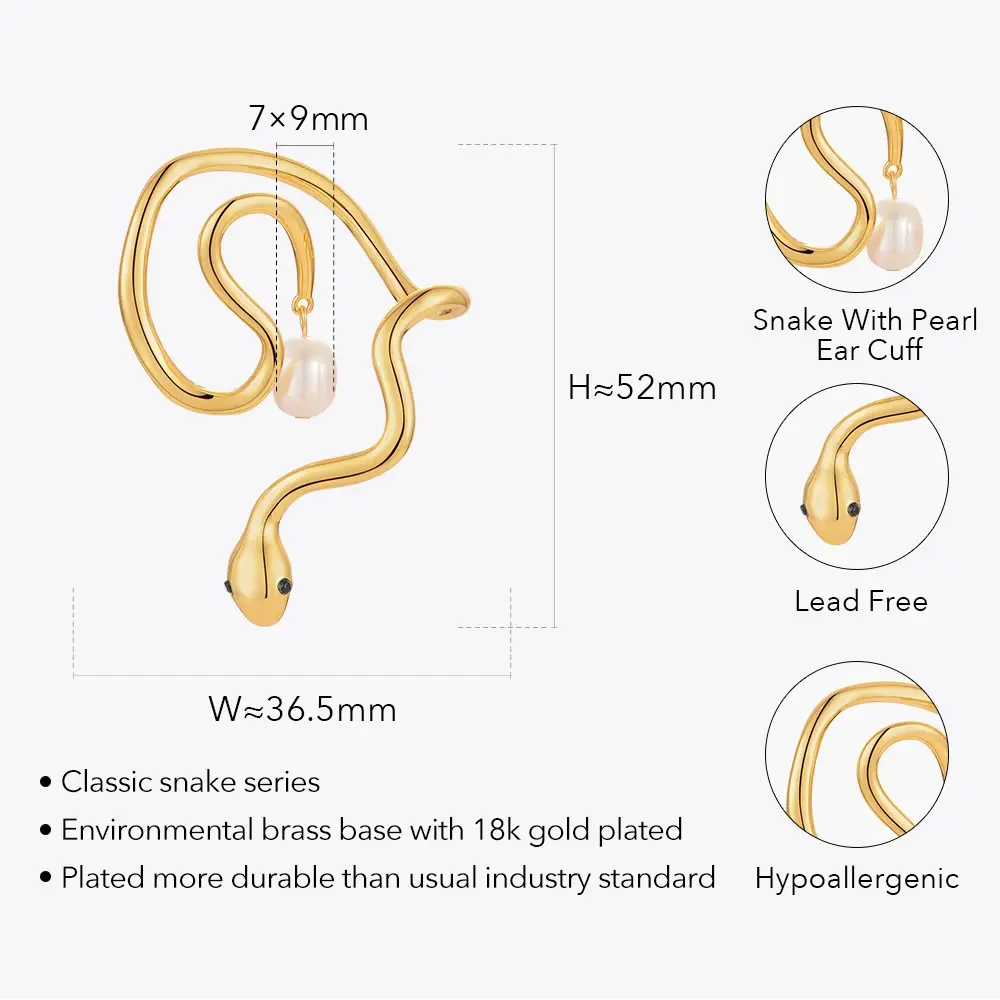 7×9mm
H≈52mm
W≈36.5mm
• Classic snake series
• Environmental brass base with 18k gold plated
• Plated more durable than usual industry standard
Snake With Pearl
Ear Cuff
Lead Free
Hypoallergenic